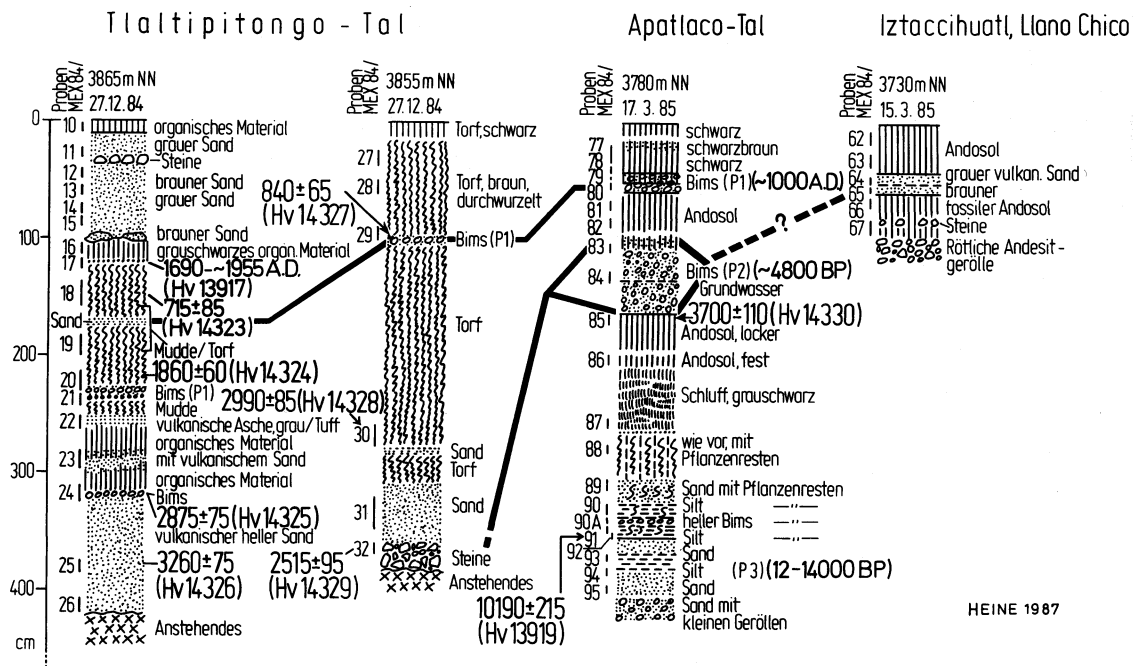 Tlaltipitongo - Tal
Apatlaco-Tal
Iztaccihuatl, Llano Chico
Proben
MEX 84/
3865 m NN
27.12.84
0
100
200
300
400
cm
10
11
12
13
14
15
16
17
18
Sand
19
20
21
22
23
24
25
26
organisches Material
grauer Sand
Steine
brauner Sand
grauer Sand
brauner Sand
grauschwarzes organ. Material
1690-~1955 A.D.
(Hv 13917)
715±85
(Hv 14323)
Mudde/Torf
1860±60 (Hv 14324)
Bims (P1)
Mudde
vulkanische Asche, grau/Tuff
organisches Material
mit vulkanischem Sand
organisches Material
Bims
2875±75 (Hv 14325)
vulkanischer heller Sand
3260±75
(Hv 14326)
Anstehendes
Proben
MEX 84/
3855 m NN
27.12.84
27
28
29
30
31
32
840±65
(Hv 14327)
2990±85 (Hv 14328)
2515±95
(Hv 14329)
Torf, schwarz
Torf, braun,
durchwurzelt
Bims (P1)
Torf
Sand
Torf
Sand
Steine
Anstehendes
Proben
MEX 84/
3780 m NN
17. 3. 85
77
78
79
80
81
82
83
84
85
86
87
88
89
90
90A
91
92
93
94
95
schwarz
schwarzbraun
schwarz
Bims (P1) (~1000 A.D.)
Andosol
Bims (P2) (~4800 BP)
Grundwasser
3700±110 (Hv 14330)
Andosol, locker
Andosol, fest
Schluff, grauschwarz
wie vor, mit
Pflanzenresten
Sand mit Pflanzenresten
Silt —"—
heller Bims —"—
Silt —"—
Sand
Silt (P3) (12-14000 BP)
Sand
Sand mit
kleinen Geröllen
10190±215
(Hv 13919)
?
Proben
MEX 84/
3730 m NN
15. 3. 85
62
63
64
65
66
67
Andosol
grauer vulkan. Sand
brauner
fossiler Andosol
Steine
Rötliche Andesit-
gerölle
HEINE 1987